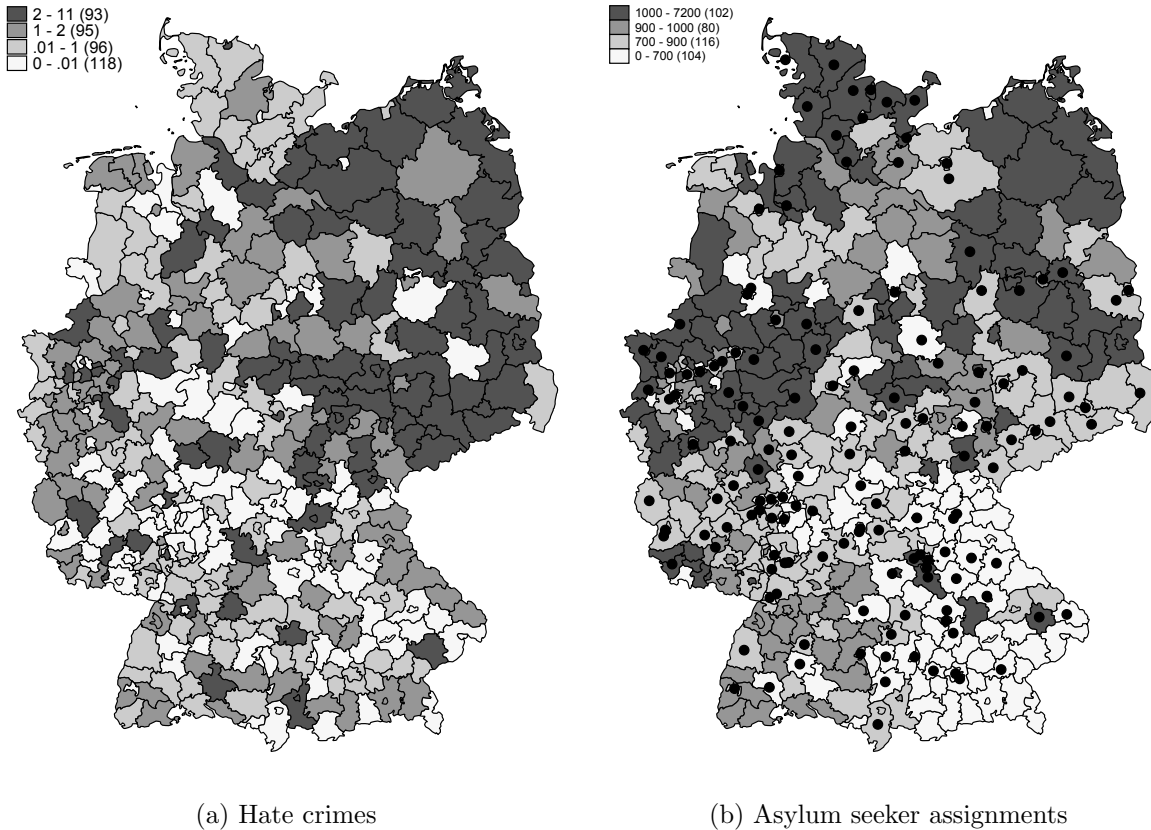 2 - 11 (93)
1 - 2 (95)
.01 - 1 (96)
0 - .01 (118)
1000 - 7200 (102)
900 - 1000 (80)
700 - 900 (116)
0 - 700 (104)
(a) Hate crimes
(b) Asylum seeker assignments